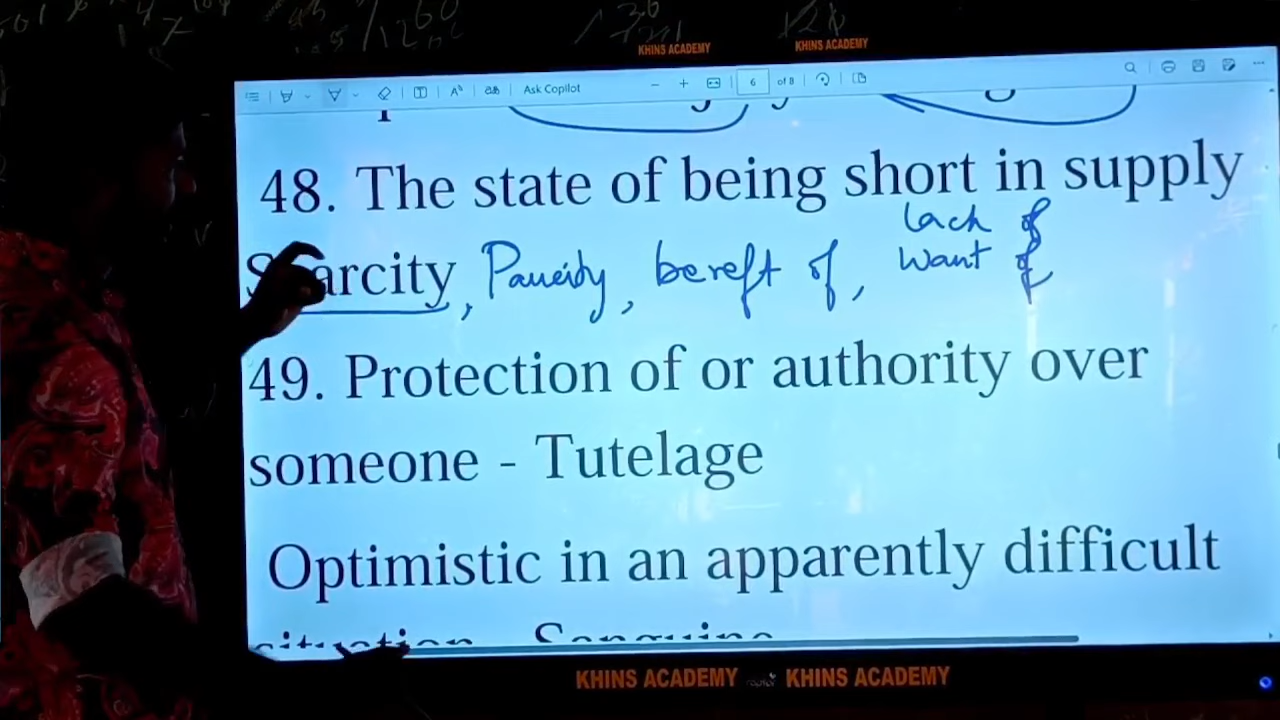 KHINS ACADEMY KHINS ACADEMY
Ask Copilot 6 of 8
48. The state of being short in supply
lack of
Scarcity, Paucity, bereft of, want of
49. Protection of or authority over
someone - Tutelage
Optimistic in an apparently difficult
situation Sanguine
KHINS ACADEMY KHINS ACADEMY